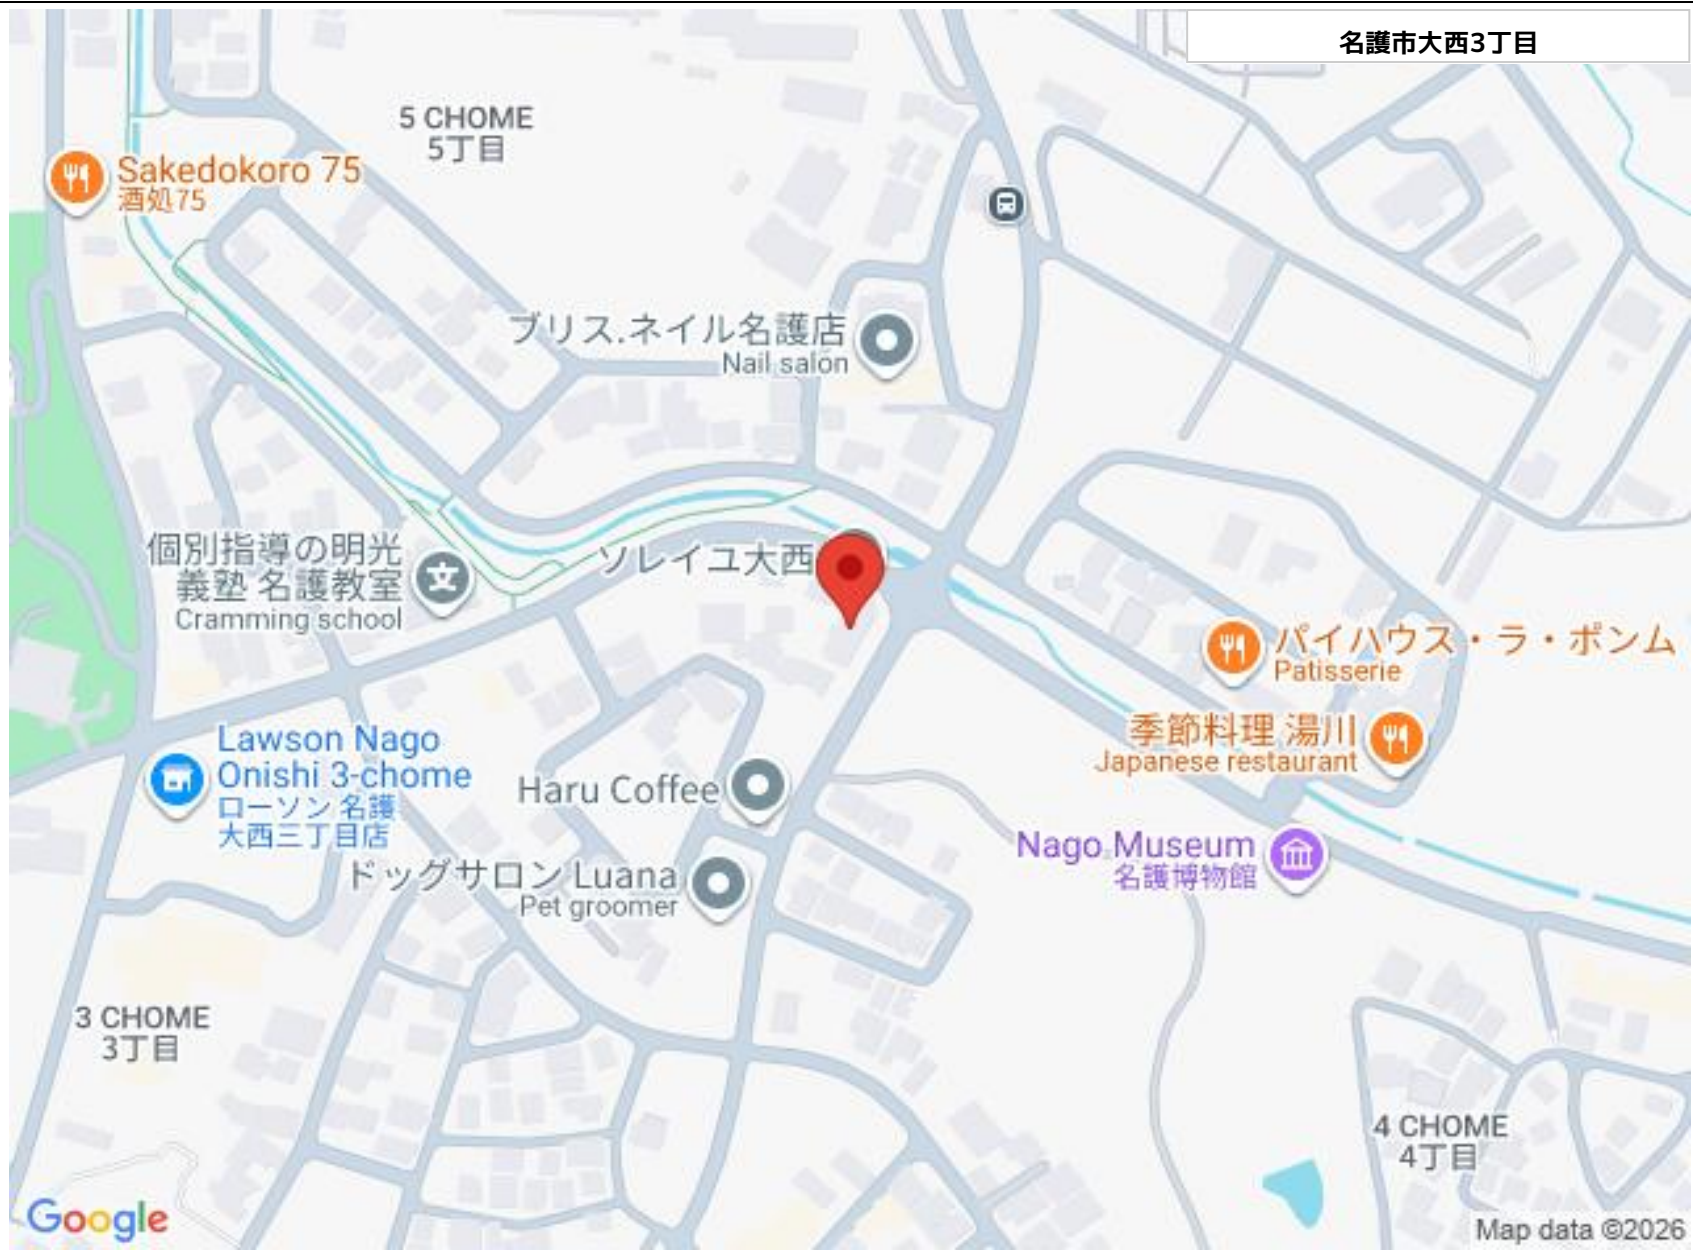 名護市大西3丁目
5 CHOME
5丁目
Sakedokoro 75
酒処75
ブリス.ネイル名護店
Nail salon
個別指導の明光
義塾 名護教室
Cramming school
ソレイユ大西
パイハウス・ラ・ポンム
Patisserie
季節料理 湯川
Japanese restaurant
Lawson Nago
Onishi 3-chome
ローソン 名護
大西三丁目店
Haru Coffee
Nago Museum
名護博物館
ドッグサロン Luana
Pet groomer
3 CHOME
3丁目
4 CHOME
4丁目
Google
Map data ©2026